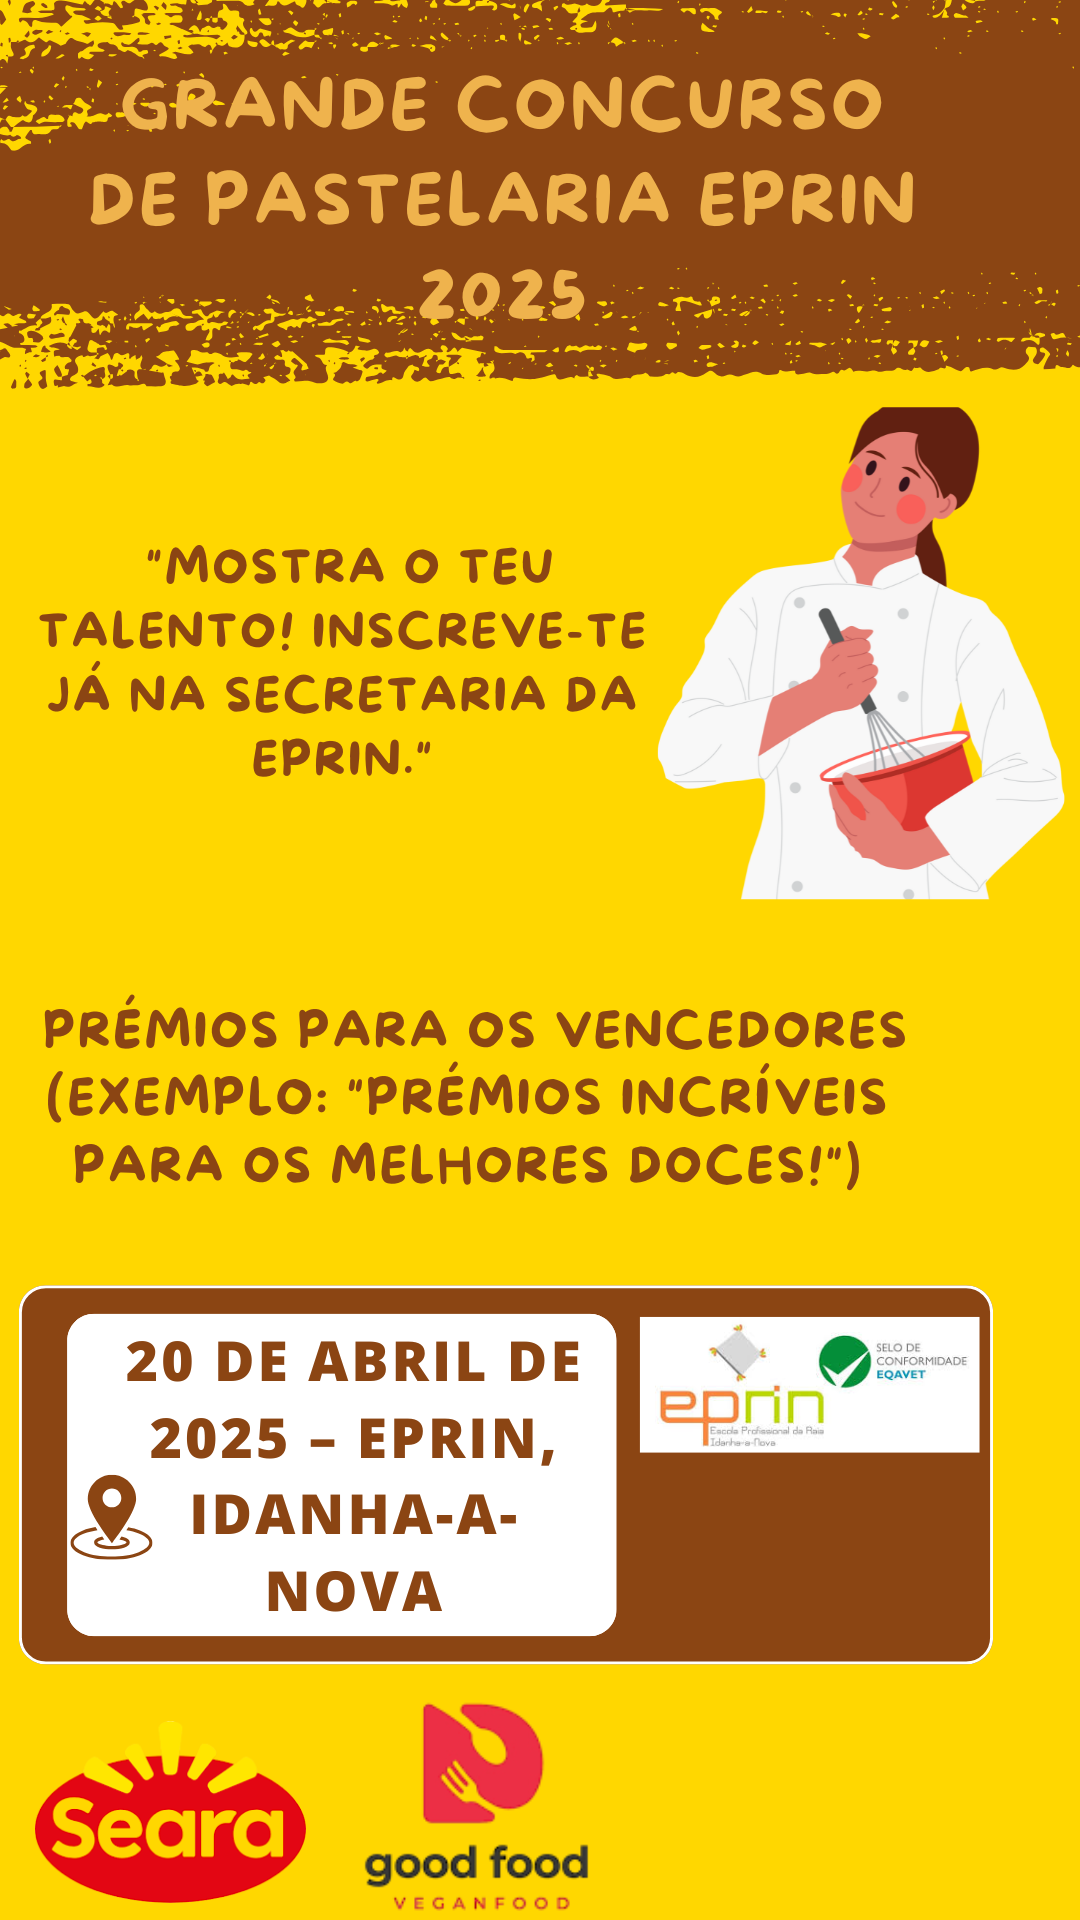 GRANDE CONCURSO
DE PASTELARIA EPRIN
2025
"MOSTRA O TEU
TALENTO! INSCREVE-TE
JÁ NA SECRETARIA DA
EPRIN."
PRÉMIOS PARA OS VENCEDORES
(EXEMPLO: "PRÉMIOS INCRÍVEIS
PARA OS MELHORES DOCES!")
20 DE ABRIL DE
2025 – EPRIN,
IDANHA-A-
NOVA
eprin
Escola Profissional da Raia
Idanha-a-Nova
SELO DE
CONFORMIDADE
EQAVET
Seara
good food
VEGANFOOD